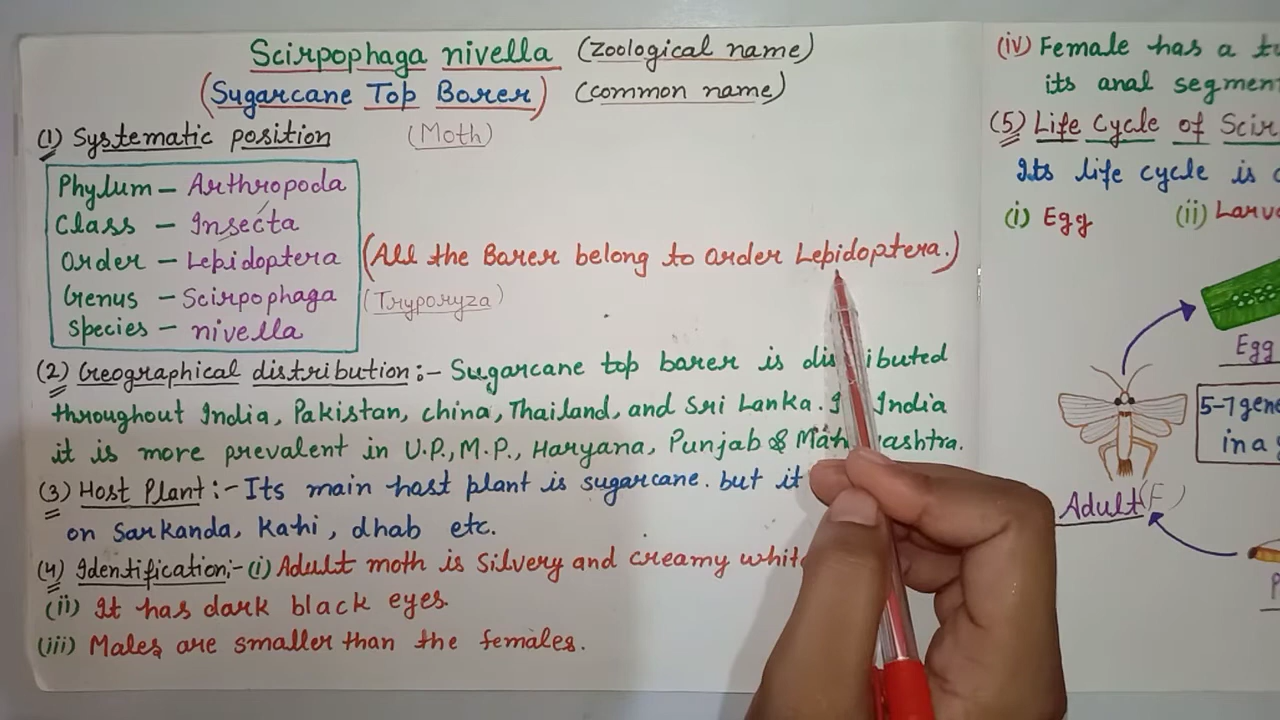 Scirpophaga nivella (zoological name)
(Sugarcane Top Borer) (common name)
(1) Systematic position (Moth)
Phylum – Arthropoda
Class – Insecta
Order – Lepidoptera (All the Borer belong to order Lepidoptera.)
Genus – Scirpophaga (Tryporyza)
Species – nivella
(2) Geographical distribution :– Sugarcane top borer is distributed
throughout India, Pakistan, china, Thailand, and Sri Lanka. India
it is more prevalent in U.P., M.P., Haryana, Punjab & Maharashtra.
(3) Host Plant :– Its main host plant is sugarcane. but it
on Sarkanda, Kahi, dhab etc.
(4) Identification:– (i) Adult moth is Silvery and creamy white
(ii) It has dark black eyes.
(iii) Males are smaller than the females.
(iv) Female has a
its anal
(5) Life Cycle of
Its life cycle is
(i) Egg (ii)
Egg
5-7
in a
Adult (F)